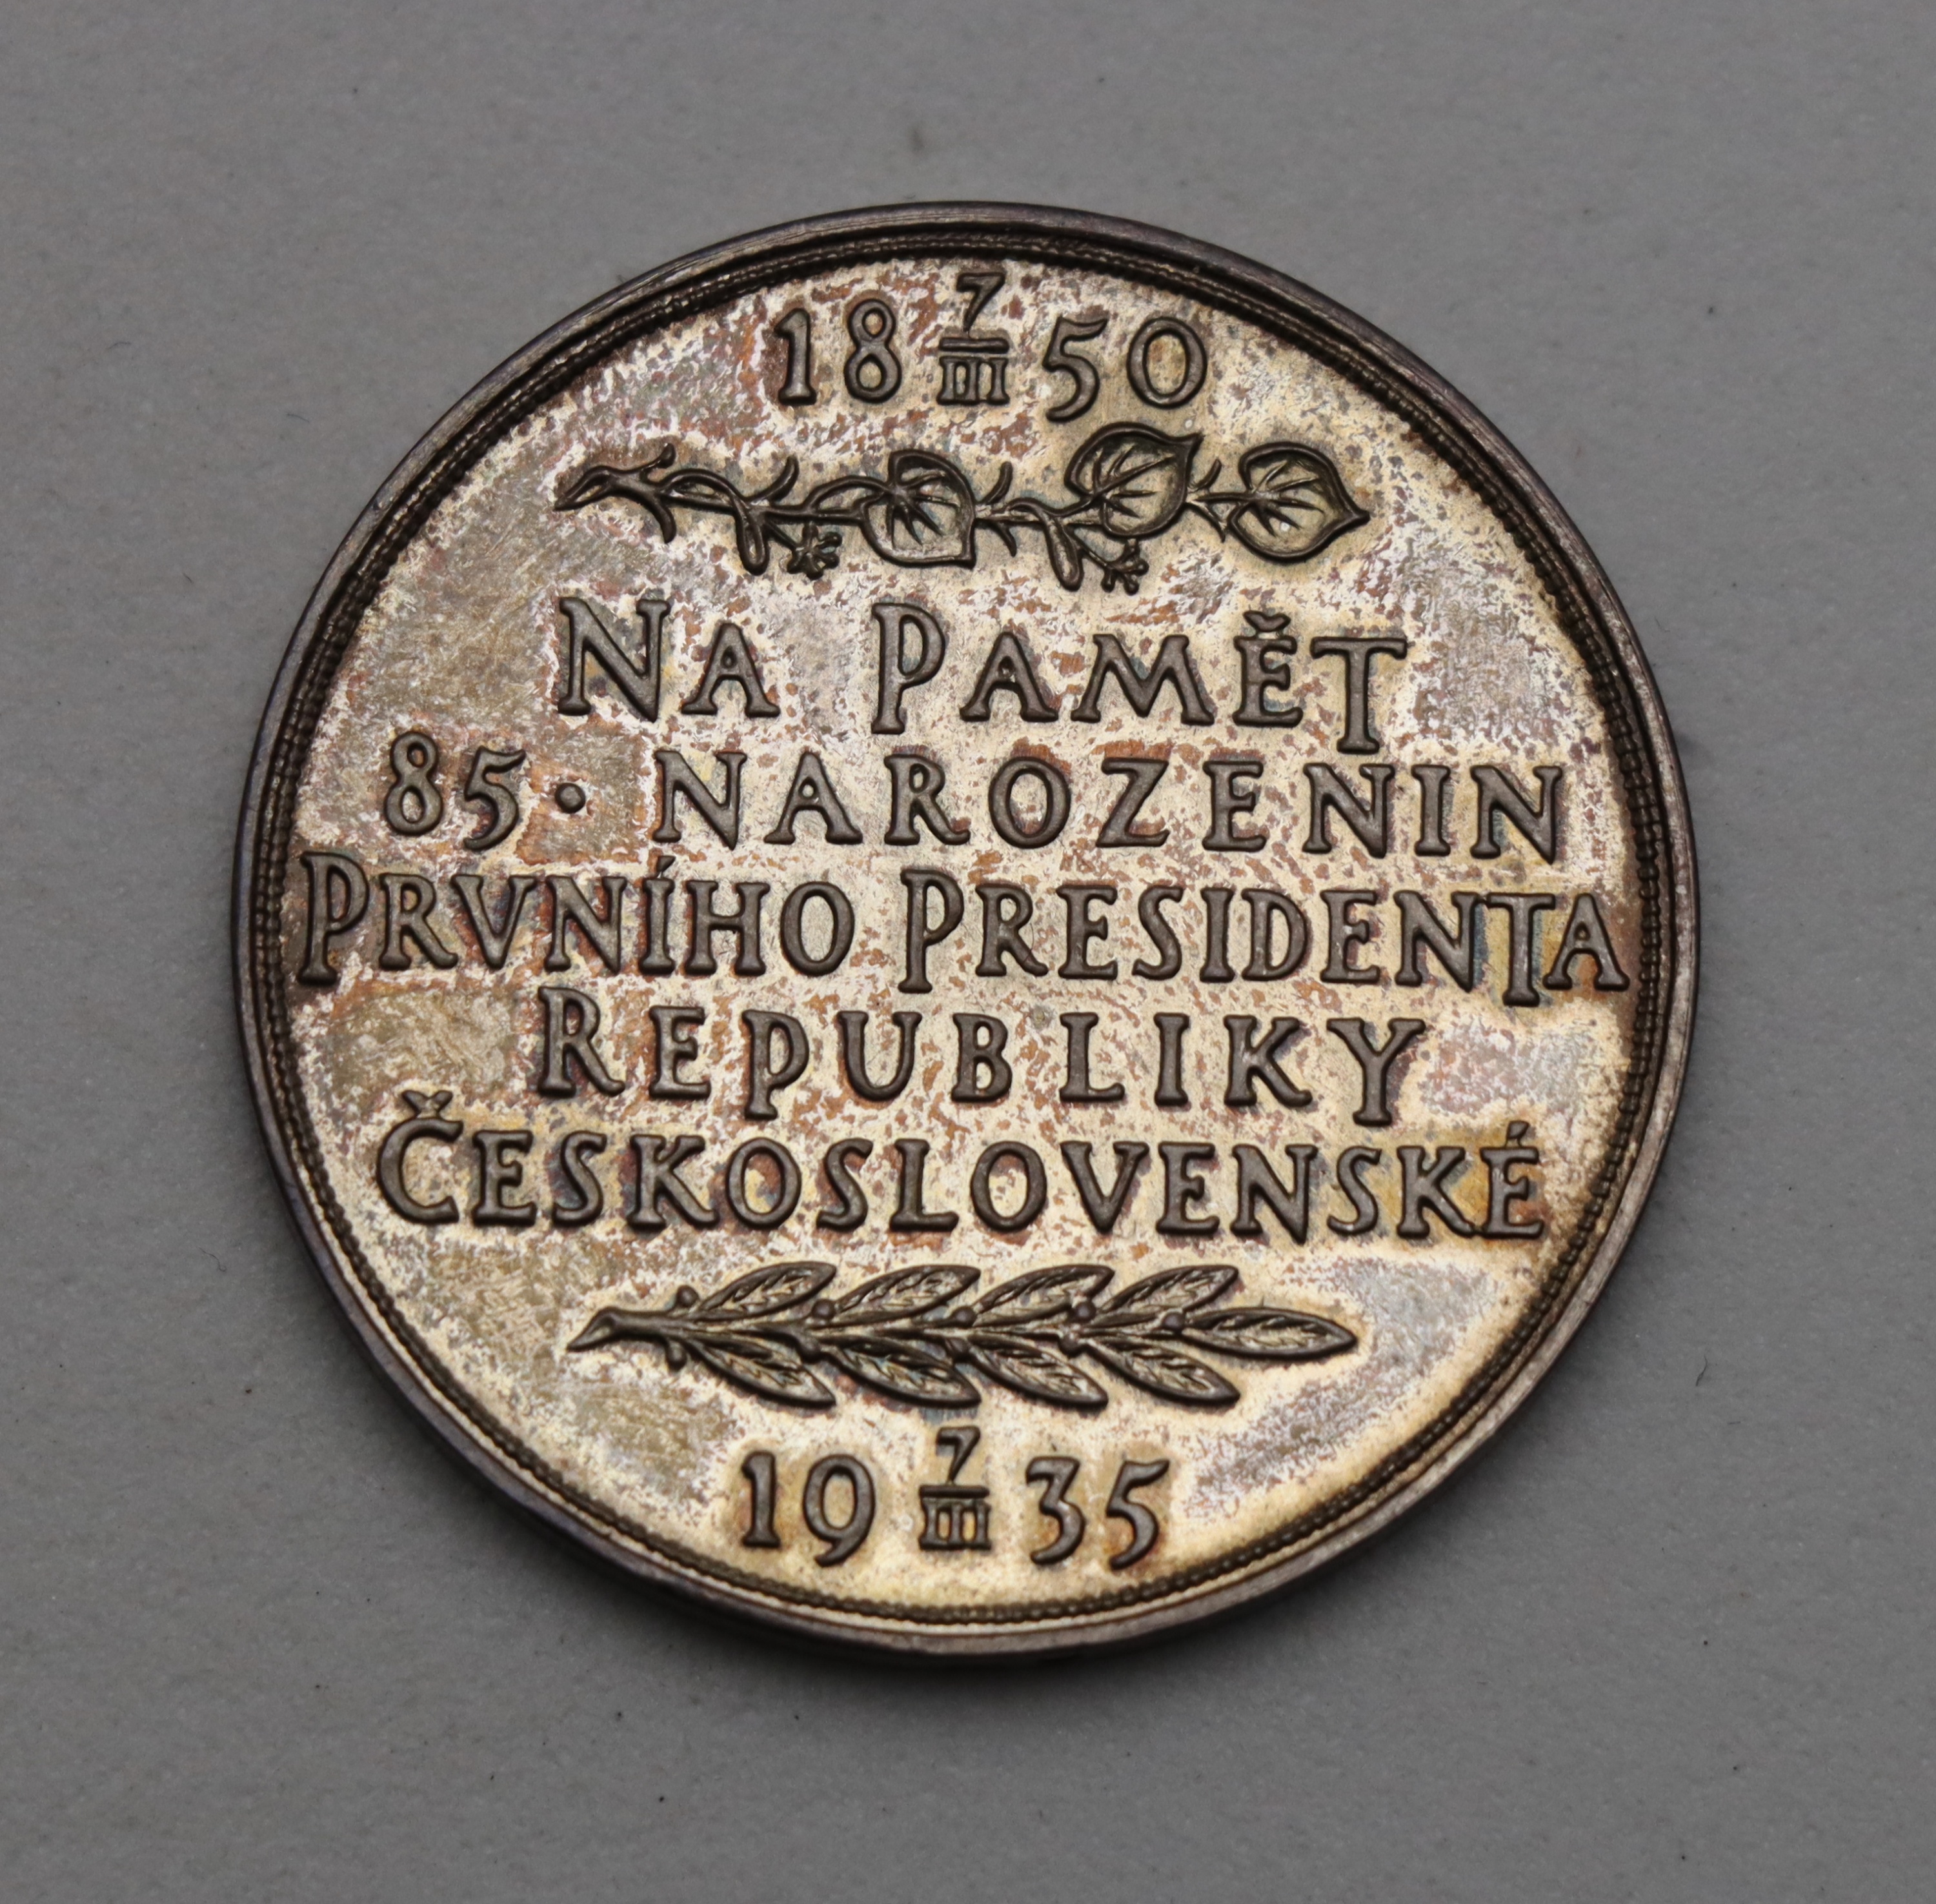 18 7/III 50
NA PAMĚT
85. NAROZENIN
PRVNÍHO PRESIDENTA
REPUBLIKY
ČESKOSLOVENSKÉ
19 7/III 35